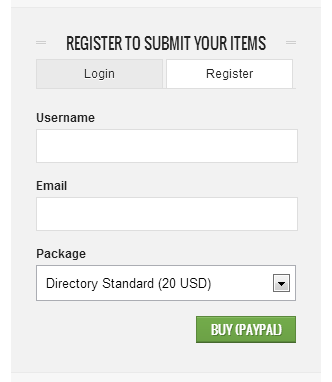 REGISTER TO SUBMIT YOUR ITEMS
Login Register
Username
Email
Package
Directory Standard (20 USD)
BUY (PAYPAL)